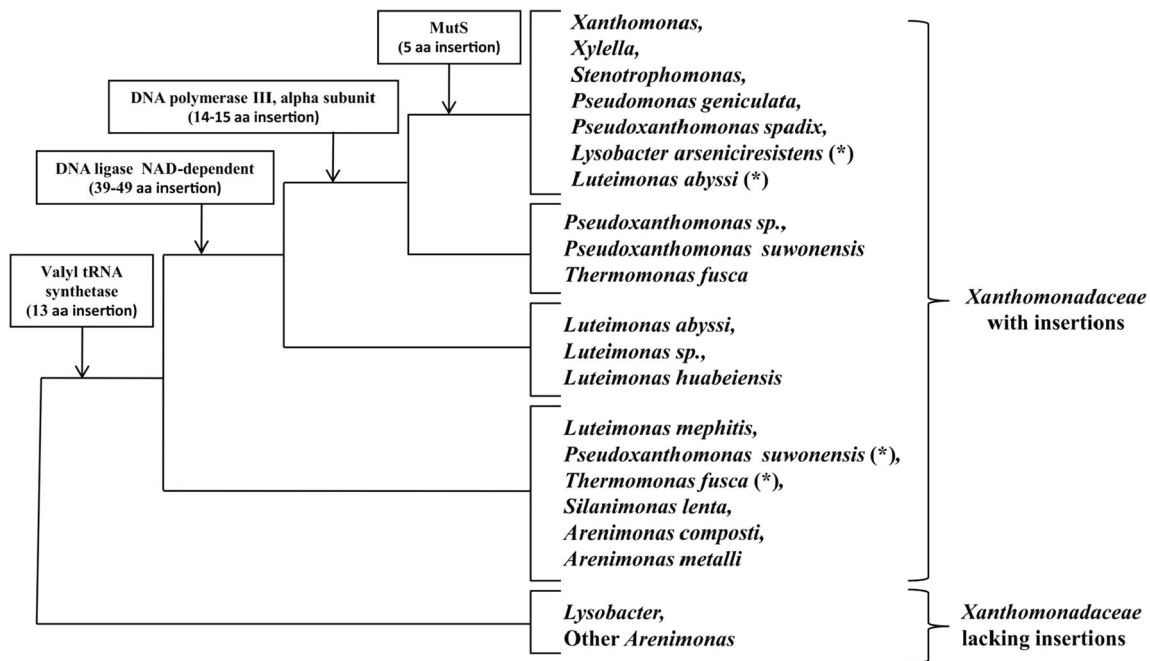 MutS
(5 aa insertion)
DNA polymerase III, alpha subunit
(14-15 aa insertion)
DNA ligase NAD-dependent
(39-49 aa insertion)
Valyl tRNA
synthetase
(13 aa insertion)
Xanthomonas,
Xylella,
Stenotrophomonas,
Pseudomonas geniculata,
Pseudoxanthomonas spadix,
Lysobacter arseniciresistens (*)
Luteimonas abyssi (*)
Pseudoxanthomonas sp.,
Pseudoxanthomonas suwonensis
Thermomonas fusca
Luteimonas abyssi,
Luteimonas sp.,
Luteimonas huabeiensis
Luteimonas mephitis,
Pseudoxanthomonas suwonensis (*),
Thermomonas fusca (*),
Silanimonas lenta,
Arenimonas composti,
Arenimonas metalli
Xanthomonadaceae
with insertions
Lysobacter,
Other Arenimonas
Xanthomonadaceae
lacking insertions